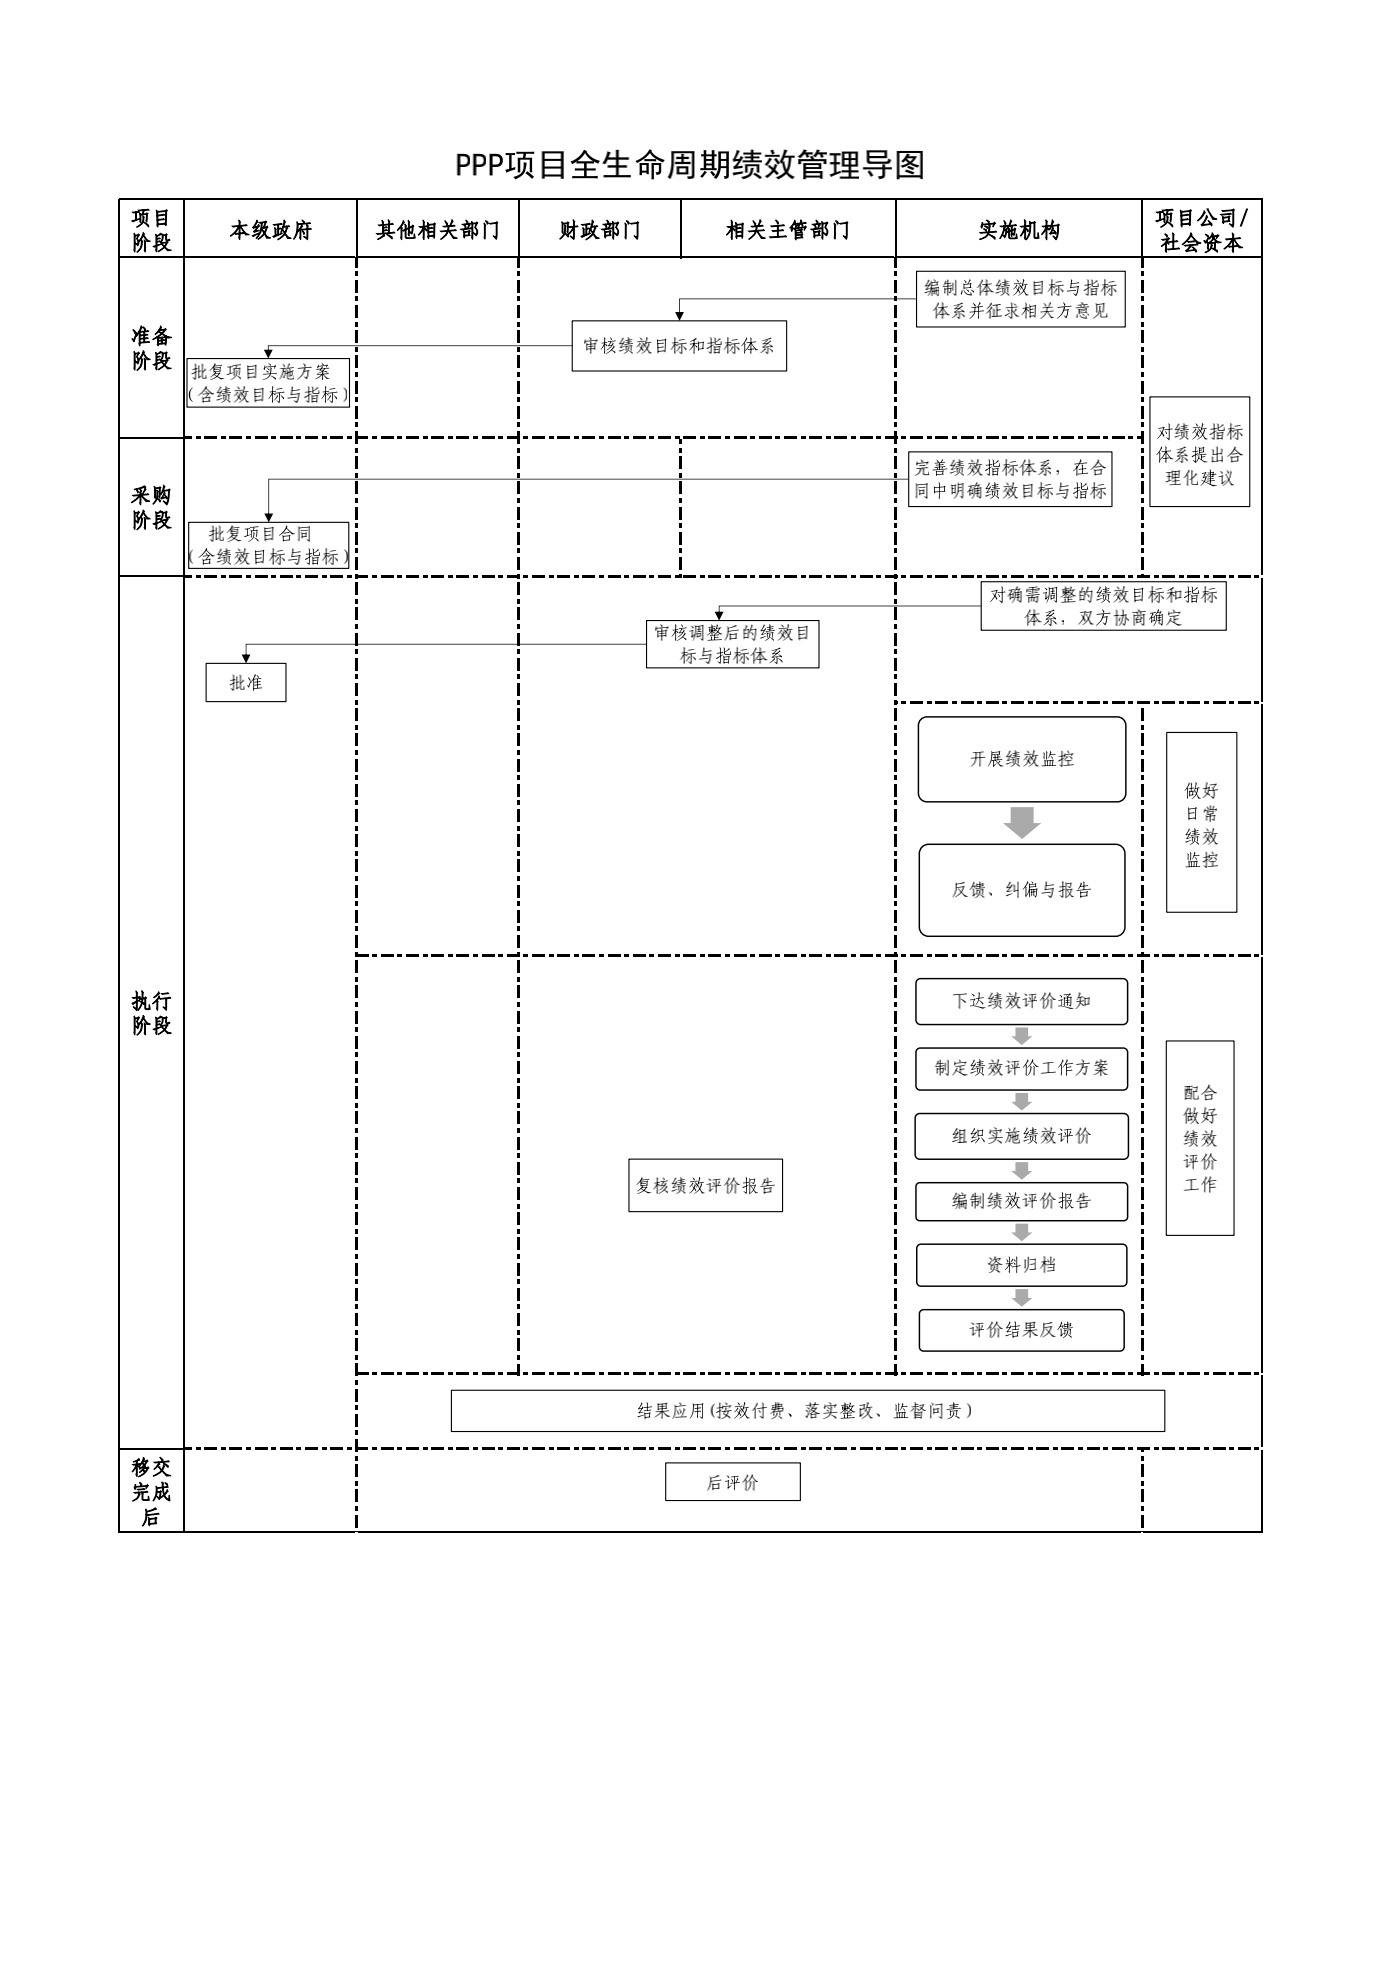 PPP项目全生命周期绩效管理导图
项目
阶段
本级政府
其他相关部门
财政部门
相关主管部门
实施机构
项目公司/
社会资本
准备
阶段
编制总体绩效目标与指标
体系并征求相关方意见
审核绩效目标和指标体系
批复项目实施方案
(含绩效目标与指标)
对绩效指标
体系提出合
理化建议
采购
阶段
完善绩效指标体系，在合
同中明确绩效目标与指标
批复项目合同
(含绩效目标与指标)
执行
阶段
对确需调整的绩效目标和指标
体系，双方协商确定
审核调整后的绩效目
标与指标体系
批准
开展绩效监控
反馈、纠偏与报告
做好
日常
绩效
监控
下达绩效评价通知
制定绩效评价工作方案
组织实施绩效评价
编制绩效评价报告
资料归档
评价结果反馈
复核绩效评价报告
配合
做好
绩效
评价
工作
结果应用(按效付费、落实整改、监督问责)
移交
完成
后
后评价